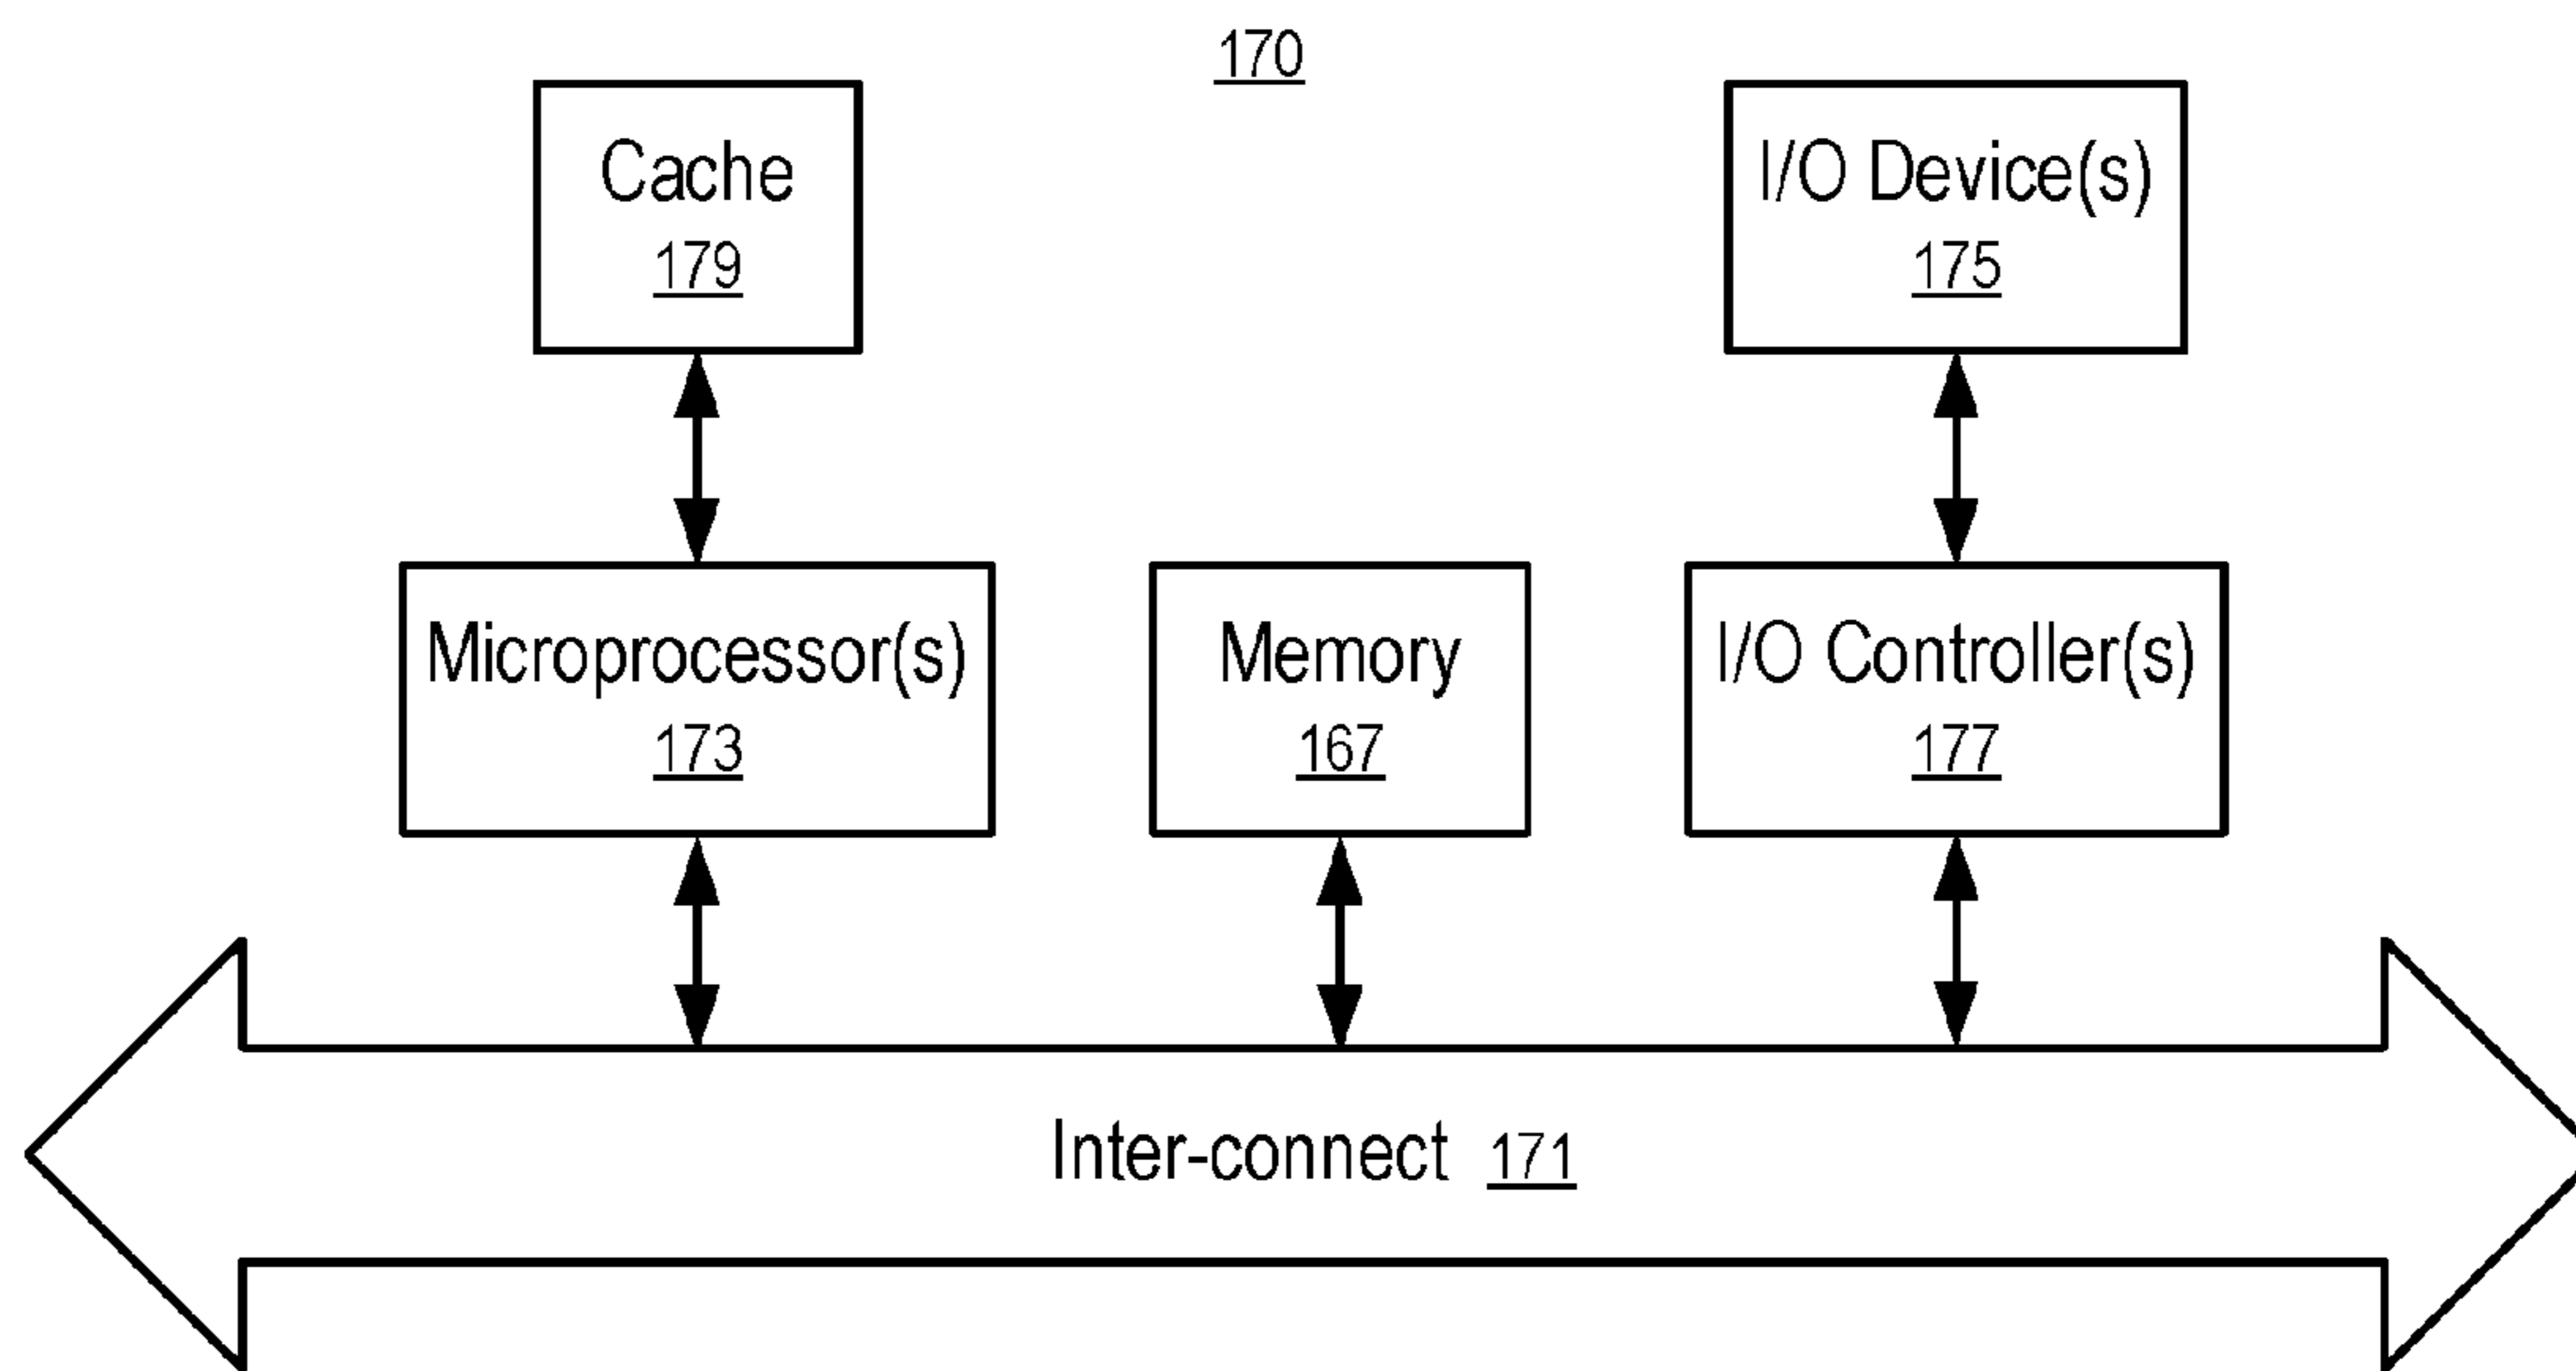 170
Cache
179
I/O Device(s)
175
Microprocessor(s)
173
Memory
167
I/O Controller(s)
177
Inter-connect 171